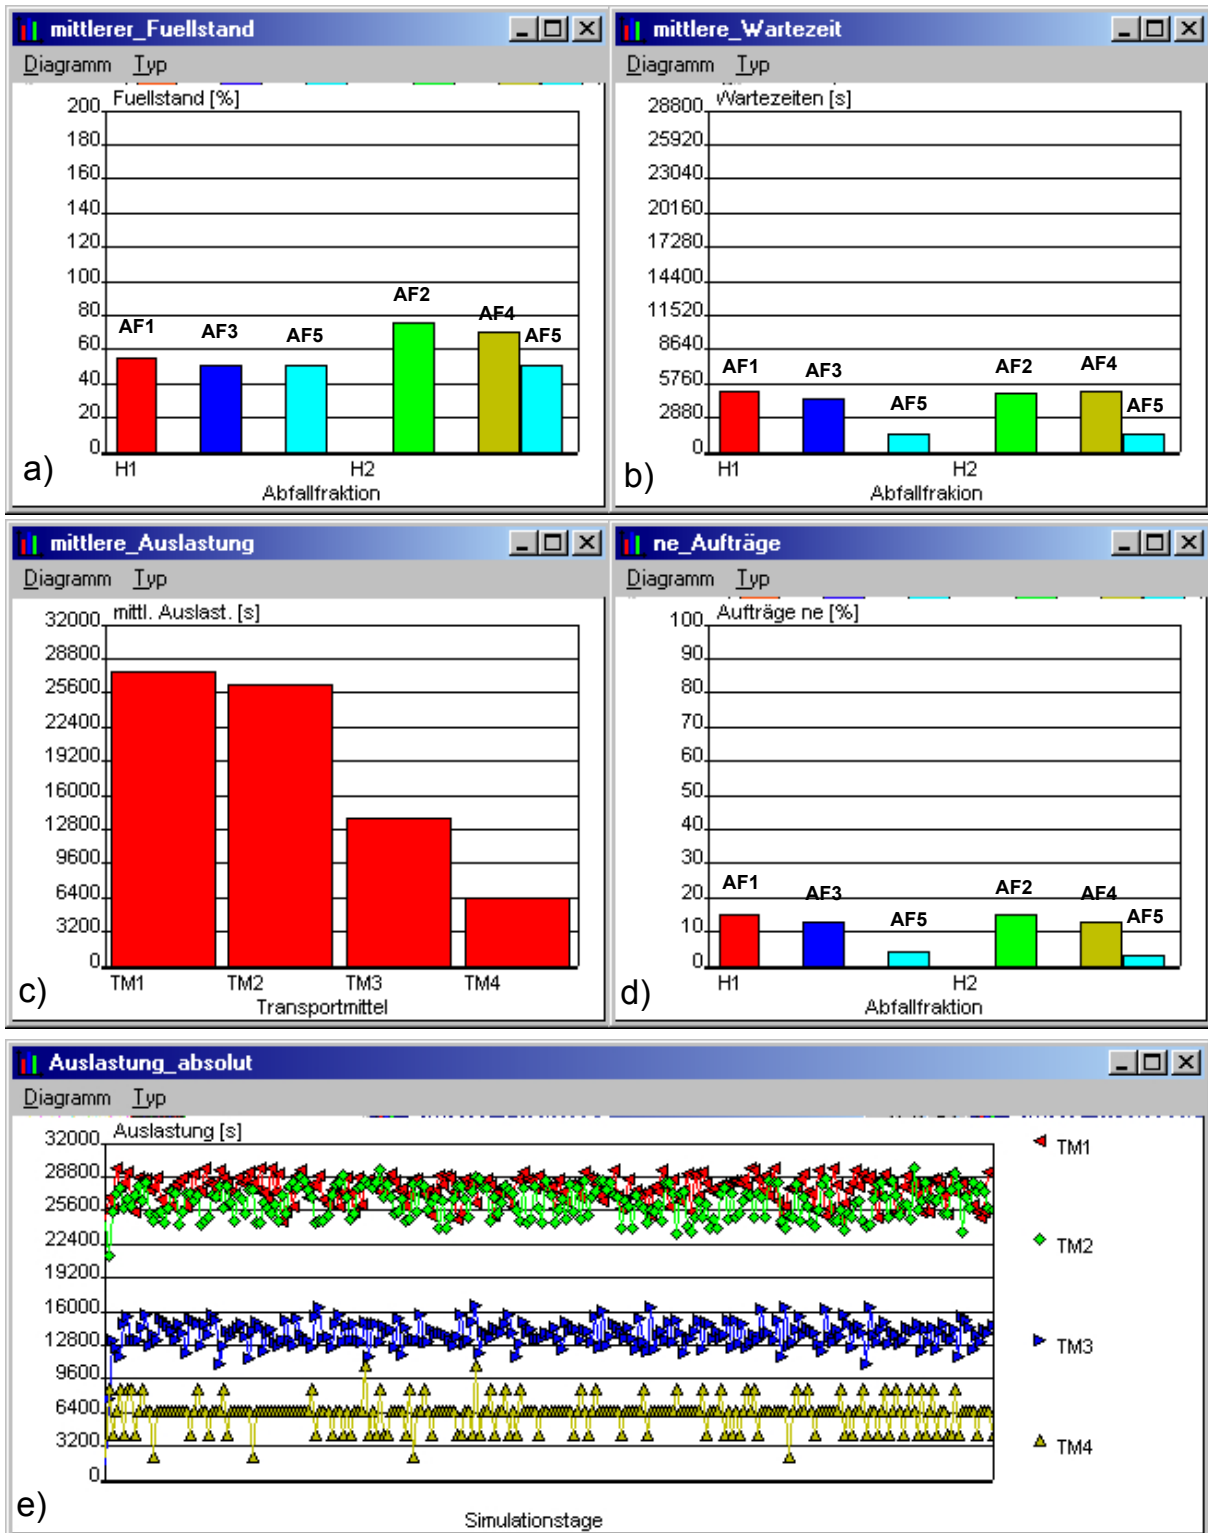 mittlerer_Fuellstand
Diagramm Typ
Fuellstand [%]
200
180
160
140
120
100
80
60
40
20
0
AF1
AF3
AF5
AF2
AF4
AF5
H1
H2
Abfallfraktion
a)
mittlere_Wartezeit
Diagramm Typ
Wartezeiten [s]
28800
25920
23040
20160
17280
14400
11520
8640
5760
2880
0
AF1
AF3
AF5
AF2
AF4
AF5
H1
H2
Abfallfrakion
b)
mittlere_Auslastung
Diagramm Typ
mittl. Auslast. [s]
32000
28800
25600
22400
19200
16000
12800
9600
6400
3200
0
TM1
TM2
TM3
TM4
Transportmittel
c)
ne_Aufträge
Diagramm Typ
Aufträge ne [%]
100
90
80
70
60
50
40
30
20
10
0
AF1
AF3
AF5
AF2
AF4
AF5
H1
H2
Abfallfraktion
d)
Auslastung_absolut
Diagramm Typ
Auslastung [s]
32000
28800
25600
22400
19200
16000
12800
9600
6400
3200
0
TM1
TM2
TM3
TM4
Simulationstage
e)